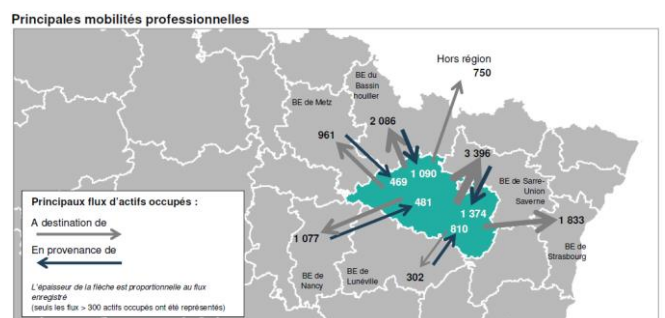 Principales mobilités professionnelles
Hors région
750
BE du
Bassin
houiller
BE de Metz
2 086
961
3 396
1 090
469
BE de Sarre-
Union
Saverne
481
1 374
1 833
810
1 077
302
BE de
Strasbourg
BE de
Nancy
BE de
Lunéville
Principaux flux d'actifs occupés :
A destination de
En provenance de
L'épaisseur de la flèche est proportionnelle au flux
enregistré
(seuls les flux > 300 actifs occupés ont été représentés)